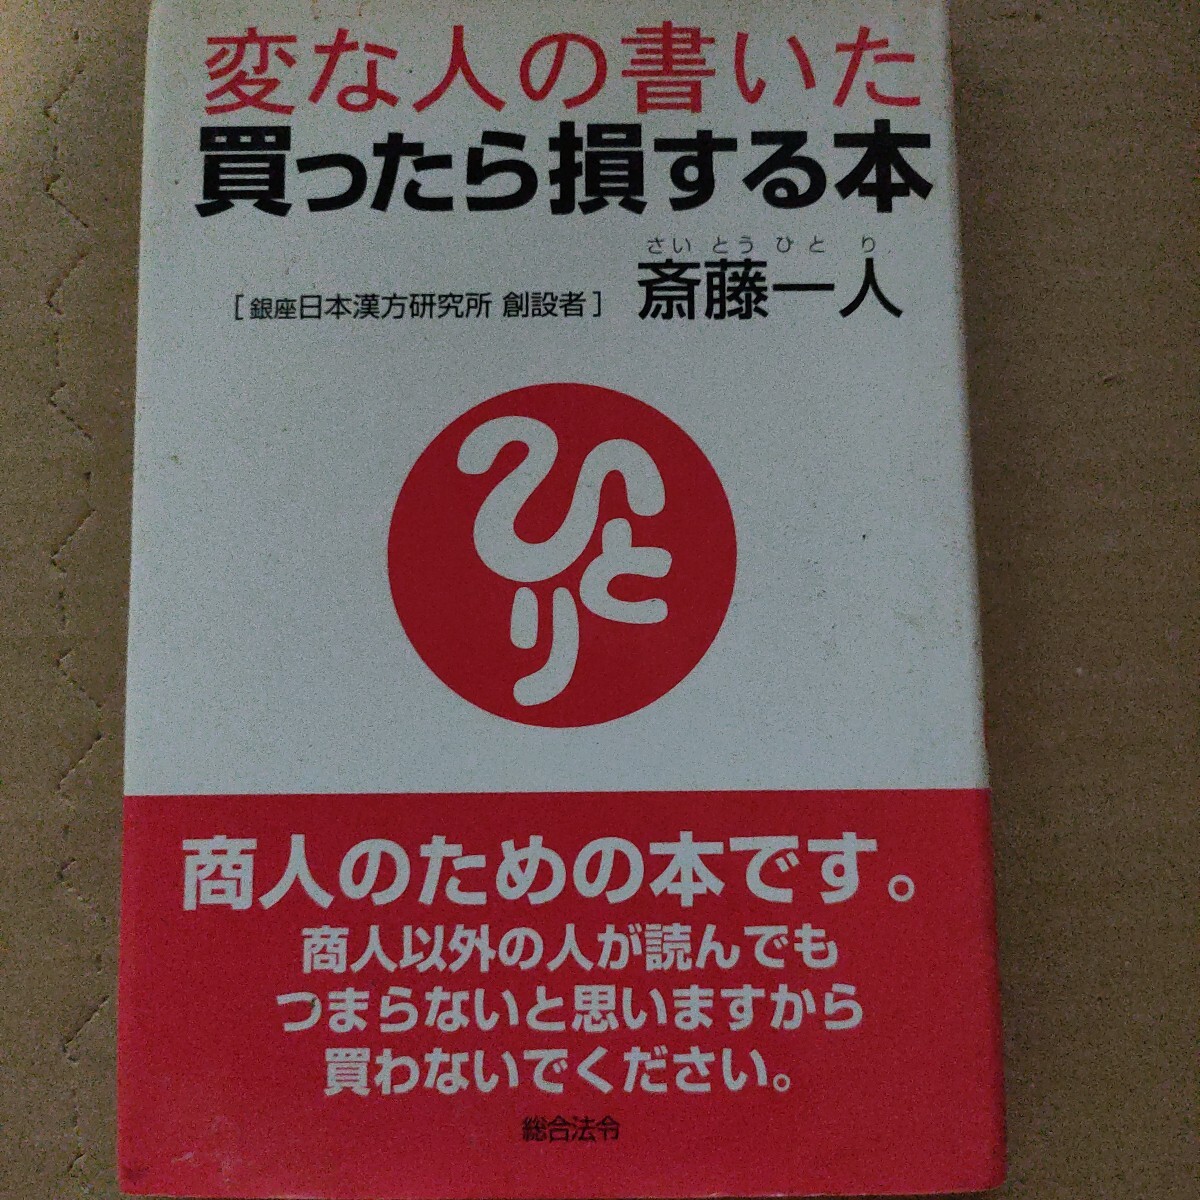 変な人の書いた
買ったら損する本
さいとうひとり
[銀座日本漢方研究所 創設者] 斎藤一人
ひとり
商人のための本です。
商人以外の人が読んでも
つまらないと思いますから
買わないでください。
総合法令